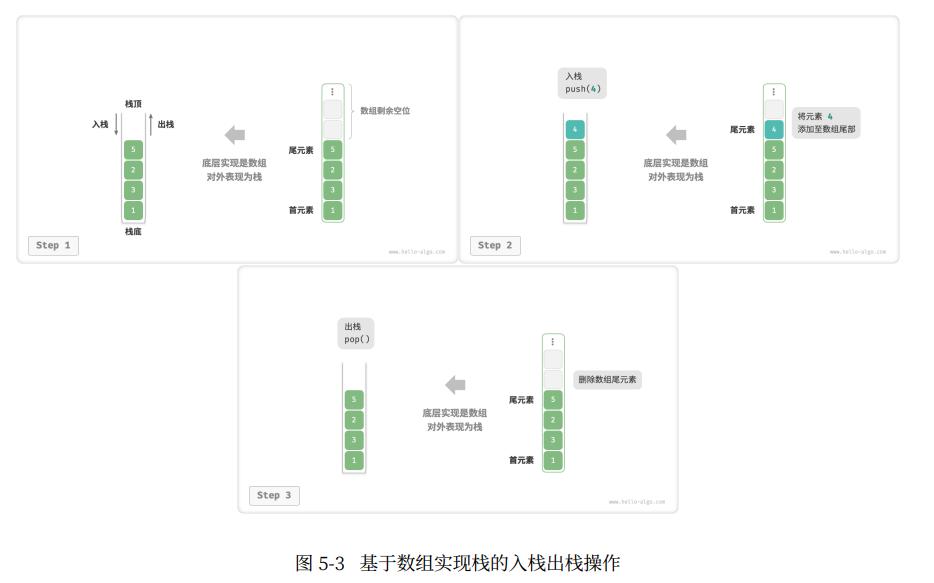 栈顶
入栈
出栈
5
2
3
1
栈底
底层实现是数组
对外表现为栈
⋮
数组剩余空位
尾元素
5
2
3
首元素
1
Step 1
www.hello-algo.com
入栈
push(4)
4
5
2
3
1
底层实现是数组
对外表现为栈
⋮
将元素 4
添加至数组尾部
尾元素
4
5
2
3
首元素
1
Step 2
www.hello-algo.com
出栈
pop()
5
2
3
1
底层实现是数组
对外表现为栈
⋮
删除数组尾元素
尾元素
5
2
3
首元素
1
Step 3
www.hello-algo.com
图 5-3 基于数组实现栈的入栈出栈操作